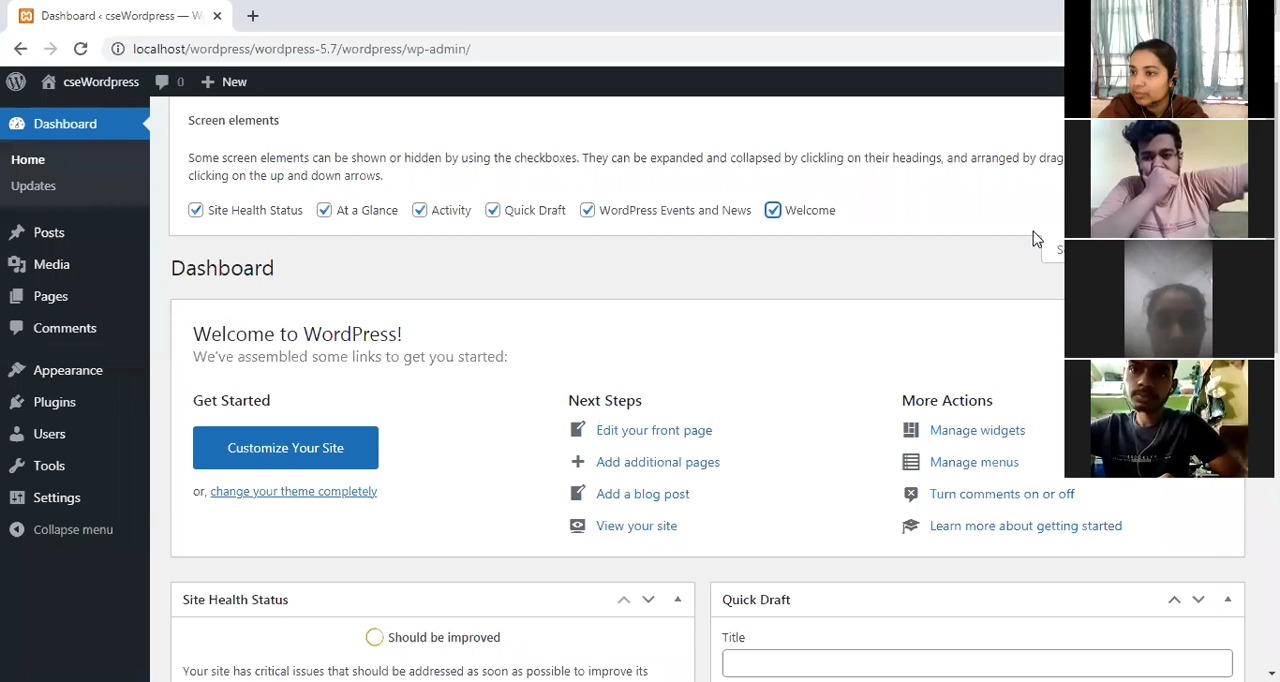 Dashboard ‹ cseWordpress — W
localhost/wordpress/wordpress-5.7/wordpress/wp-admin/
cseWordpress 0 New
Dashboard
Home
Updates
Posts
Media
Pages
Comments
Appearance
Plugins
Users
Tools
Settings
Collapse menu
Screen elements
Some screen elements can be shown or hidden by using the checkboxes. They can be expanded and collapsed by clickling on their headings, and arranged by drag
clicking on the up and down arrows.
Site Health Status At a Glance Activity Quick Draft WordPress Events and News Welcome
Dashboard
Welcome to WordPress!
We've assembled some links to get you started:
Get Started
Customize Your Site
or, change your theme completely
Next Steps
Edit your front page
Add additional pages
Add a blog post
View your site
More Actions
Manage widgets
Manage menus
Turn comments on or off
Learn more about getting started
Site Health Status
Should be improved
Your site has critical issues that should be addressed as soon as possible to improve its
Quick Draft
Title